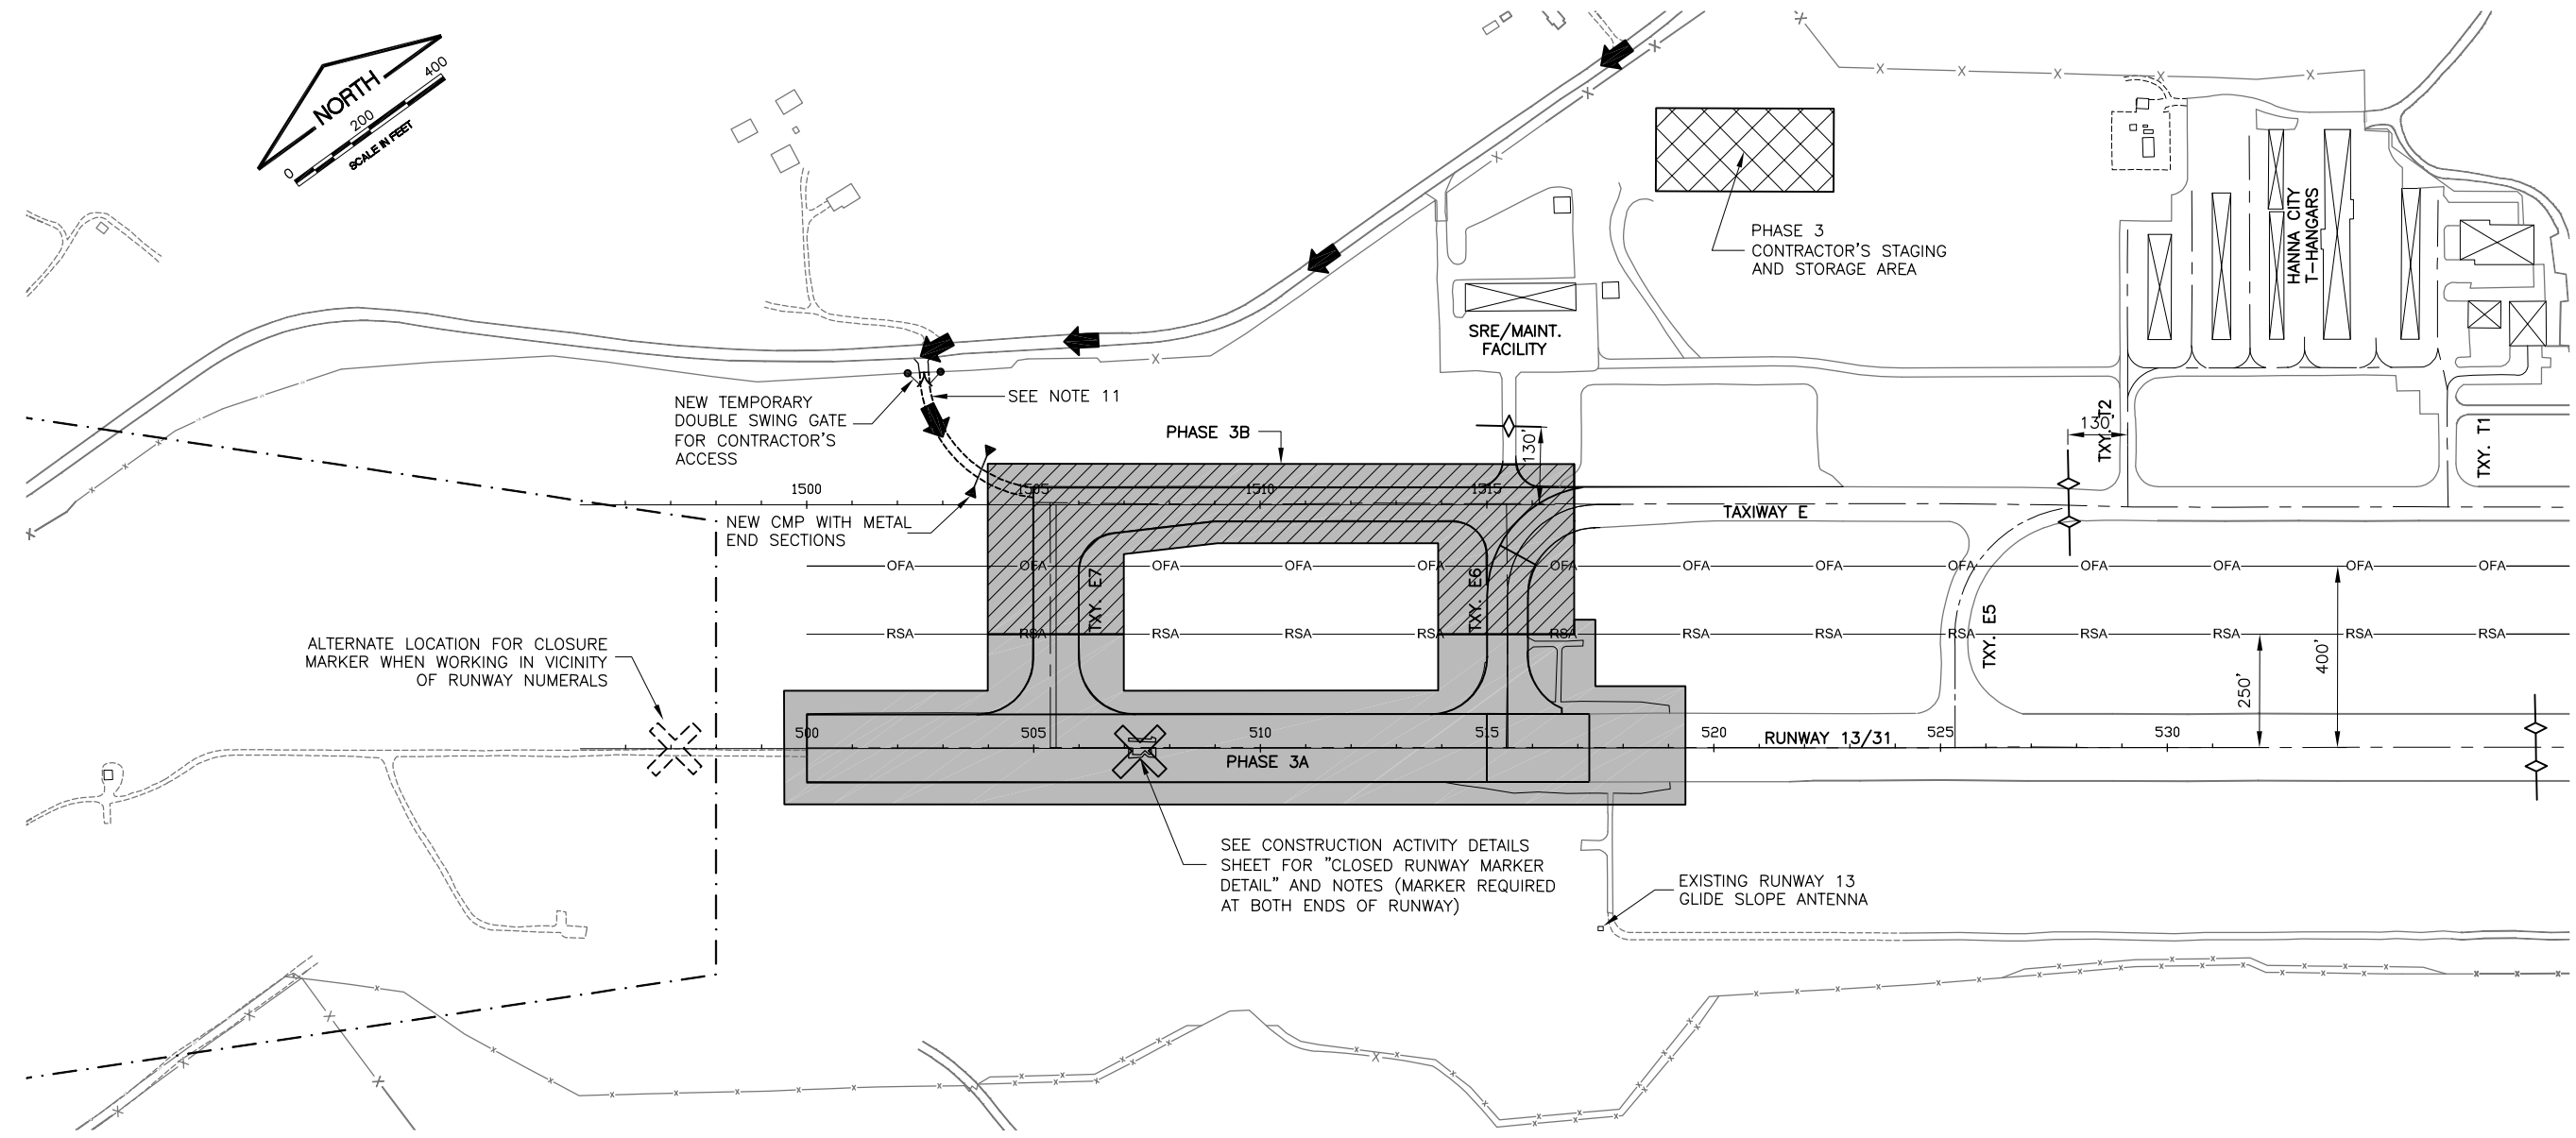 NORTH
0 200 400
SCALE IN FEET
PHASE 3
CONTRACTOR'S STAGING
AND STORAGE AREA
HANNA CITY
T-HANGARS
SRE/MAINT.
FACILITY
NEW TEMPORARY
DOUBLE SWING GATE
FOR CONTRACTOR'S
ACCESS
SEE NOTE 11
PHASE 3B
130'
130'
TXY. T2
TXY. T1
1500 1505 1510 1515
NEW CMP WITH METAL
END SECTIONS
TAXIWAY E
OFA OFA OFA OFA OFA OFA OFA OFA OFA OFA OFA OFA OFA
TXY. E7
TXY. E6
TXY. E5
RSA RSA RSA RSA RSA RSA RSA RSA RSA RSA RSA RSA RSA
ALTERNATE LOCATION FOR CLOSURE
MARKER WHEN WORKING IN VICINITY
OF RUNWAY NUMERALS
250'
400'
500 505 510 515 520 525 530
RUNWAY 13/31
PHASE 3A
SEE CONSTRUCTION ACTIVITY DETAILS
SHEET FOR "CLOSED RUNWAY MARKER
DETAIL" AND NOTES (MARKER REQUIRED
AT BOTH ENDS OF RUNWAY)
EXISTING RUNWAY 13
GLIDE SLOPE ANTENNA